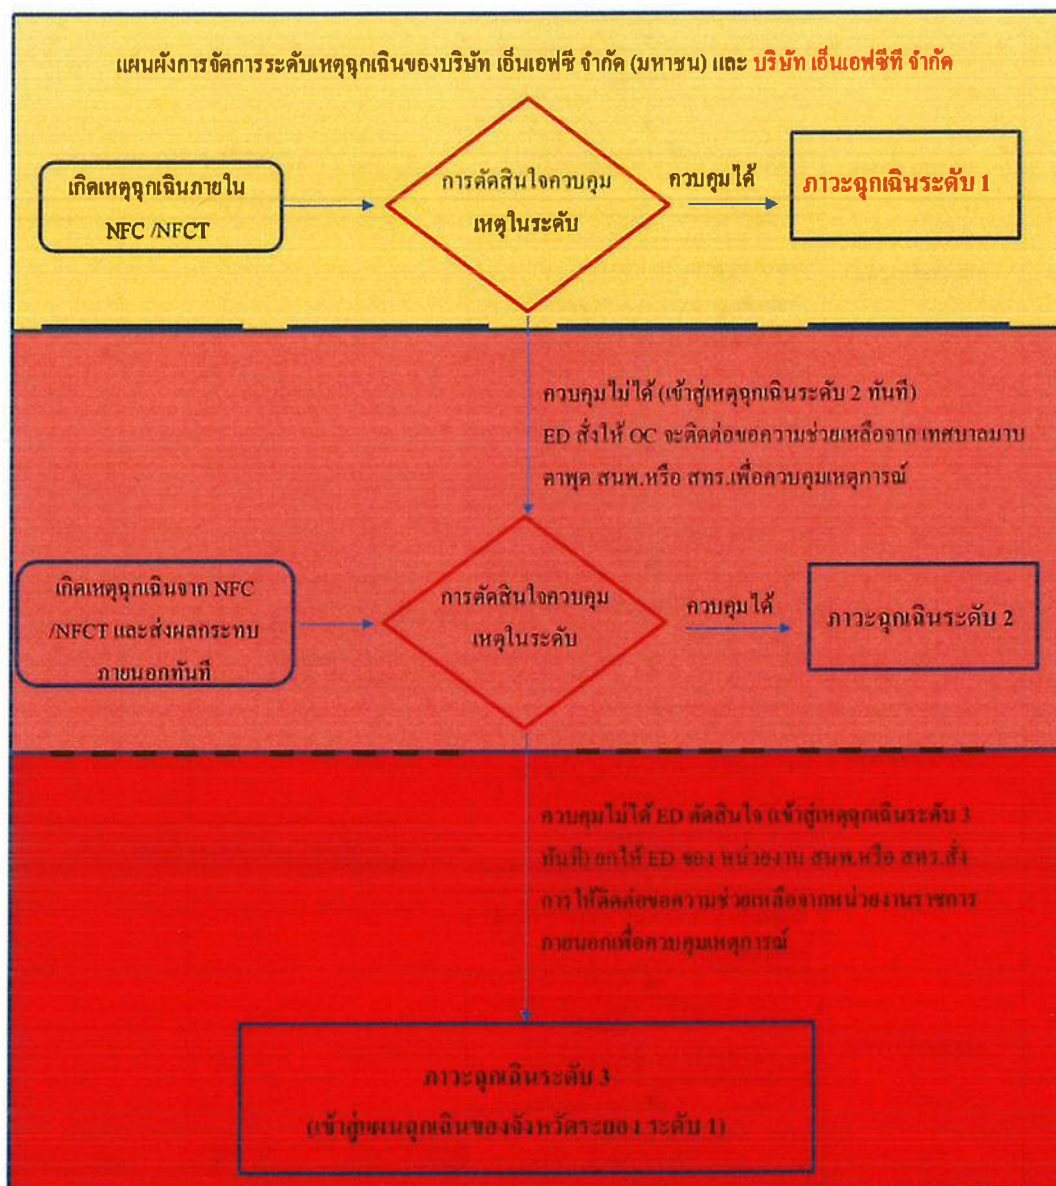 แผนผังการจัดการระดับเหตุฉุกเฉินของบริษัท เอ็นเอฟซี จำกัด (มหาชน) และ บริษัท เอ็นเอฟซีที จำกัด
เกิดเหตุฉุกเฉินภายใน
NFC /NFCT
การตัดสินใจควบคุม
เหตุในระดับ
ควบคุมได้
ภาวะฉุกเฉินระดับ 1
ควบคุมไม่ได้ (เข้าสู่เหตุฉุกเฉินระดับ 2 ทันที)
ED สั่งให้ OC จะติดต่อขอความช่วยเหลือจาก เทศบาลมาบ
ตาพุด สนพ.หรือ สทร.เพื่อควบคุมเหตุการณ์
เกิดเหตุฉุกเฉินจาก NFC
/NFCT และส่งผลกระทบ
ภายนอกทันที
การตัดสินใจควบคุม
เหตุในระดับ
ควบคุมได้
ภาวะฉุกเฉินระดับ 2
ควบคุมไม่ได้ ED ตัดสินใจ (เข้าสู่เหตุฉุกเฉินระดับ 3
ทันที) ยกให้ ED ของ หน่วยงาน สนพ.หรือ สทร.สั่ง
การให้ติดต่อขอความช่วยเหลือจากหน่วยงานราชการ
ภายนอกเพื่อควบคุมเหตุการณ์
ภาวะฉุกเฉินระดับ 3
(เข้าสู่แผนฉุกเฉินของจังหวัดระยอง ระดับ 1)